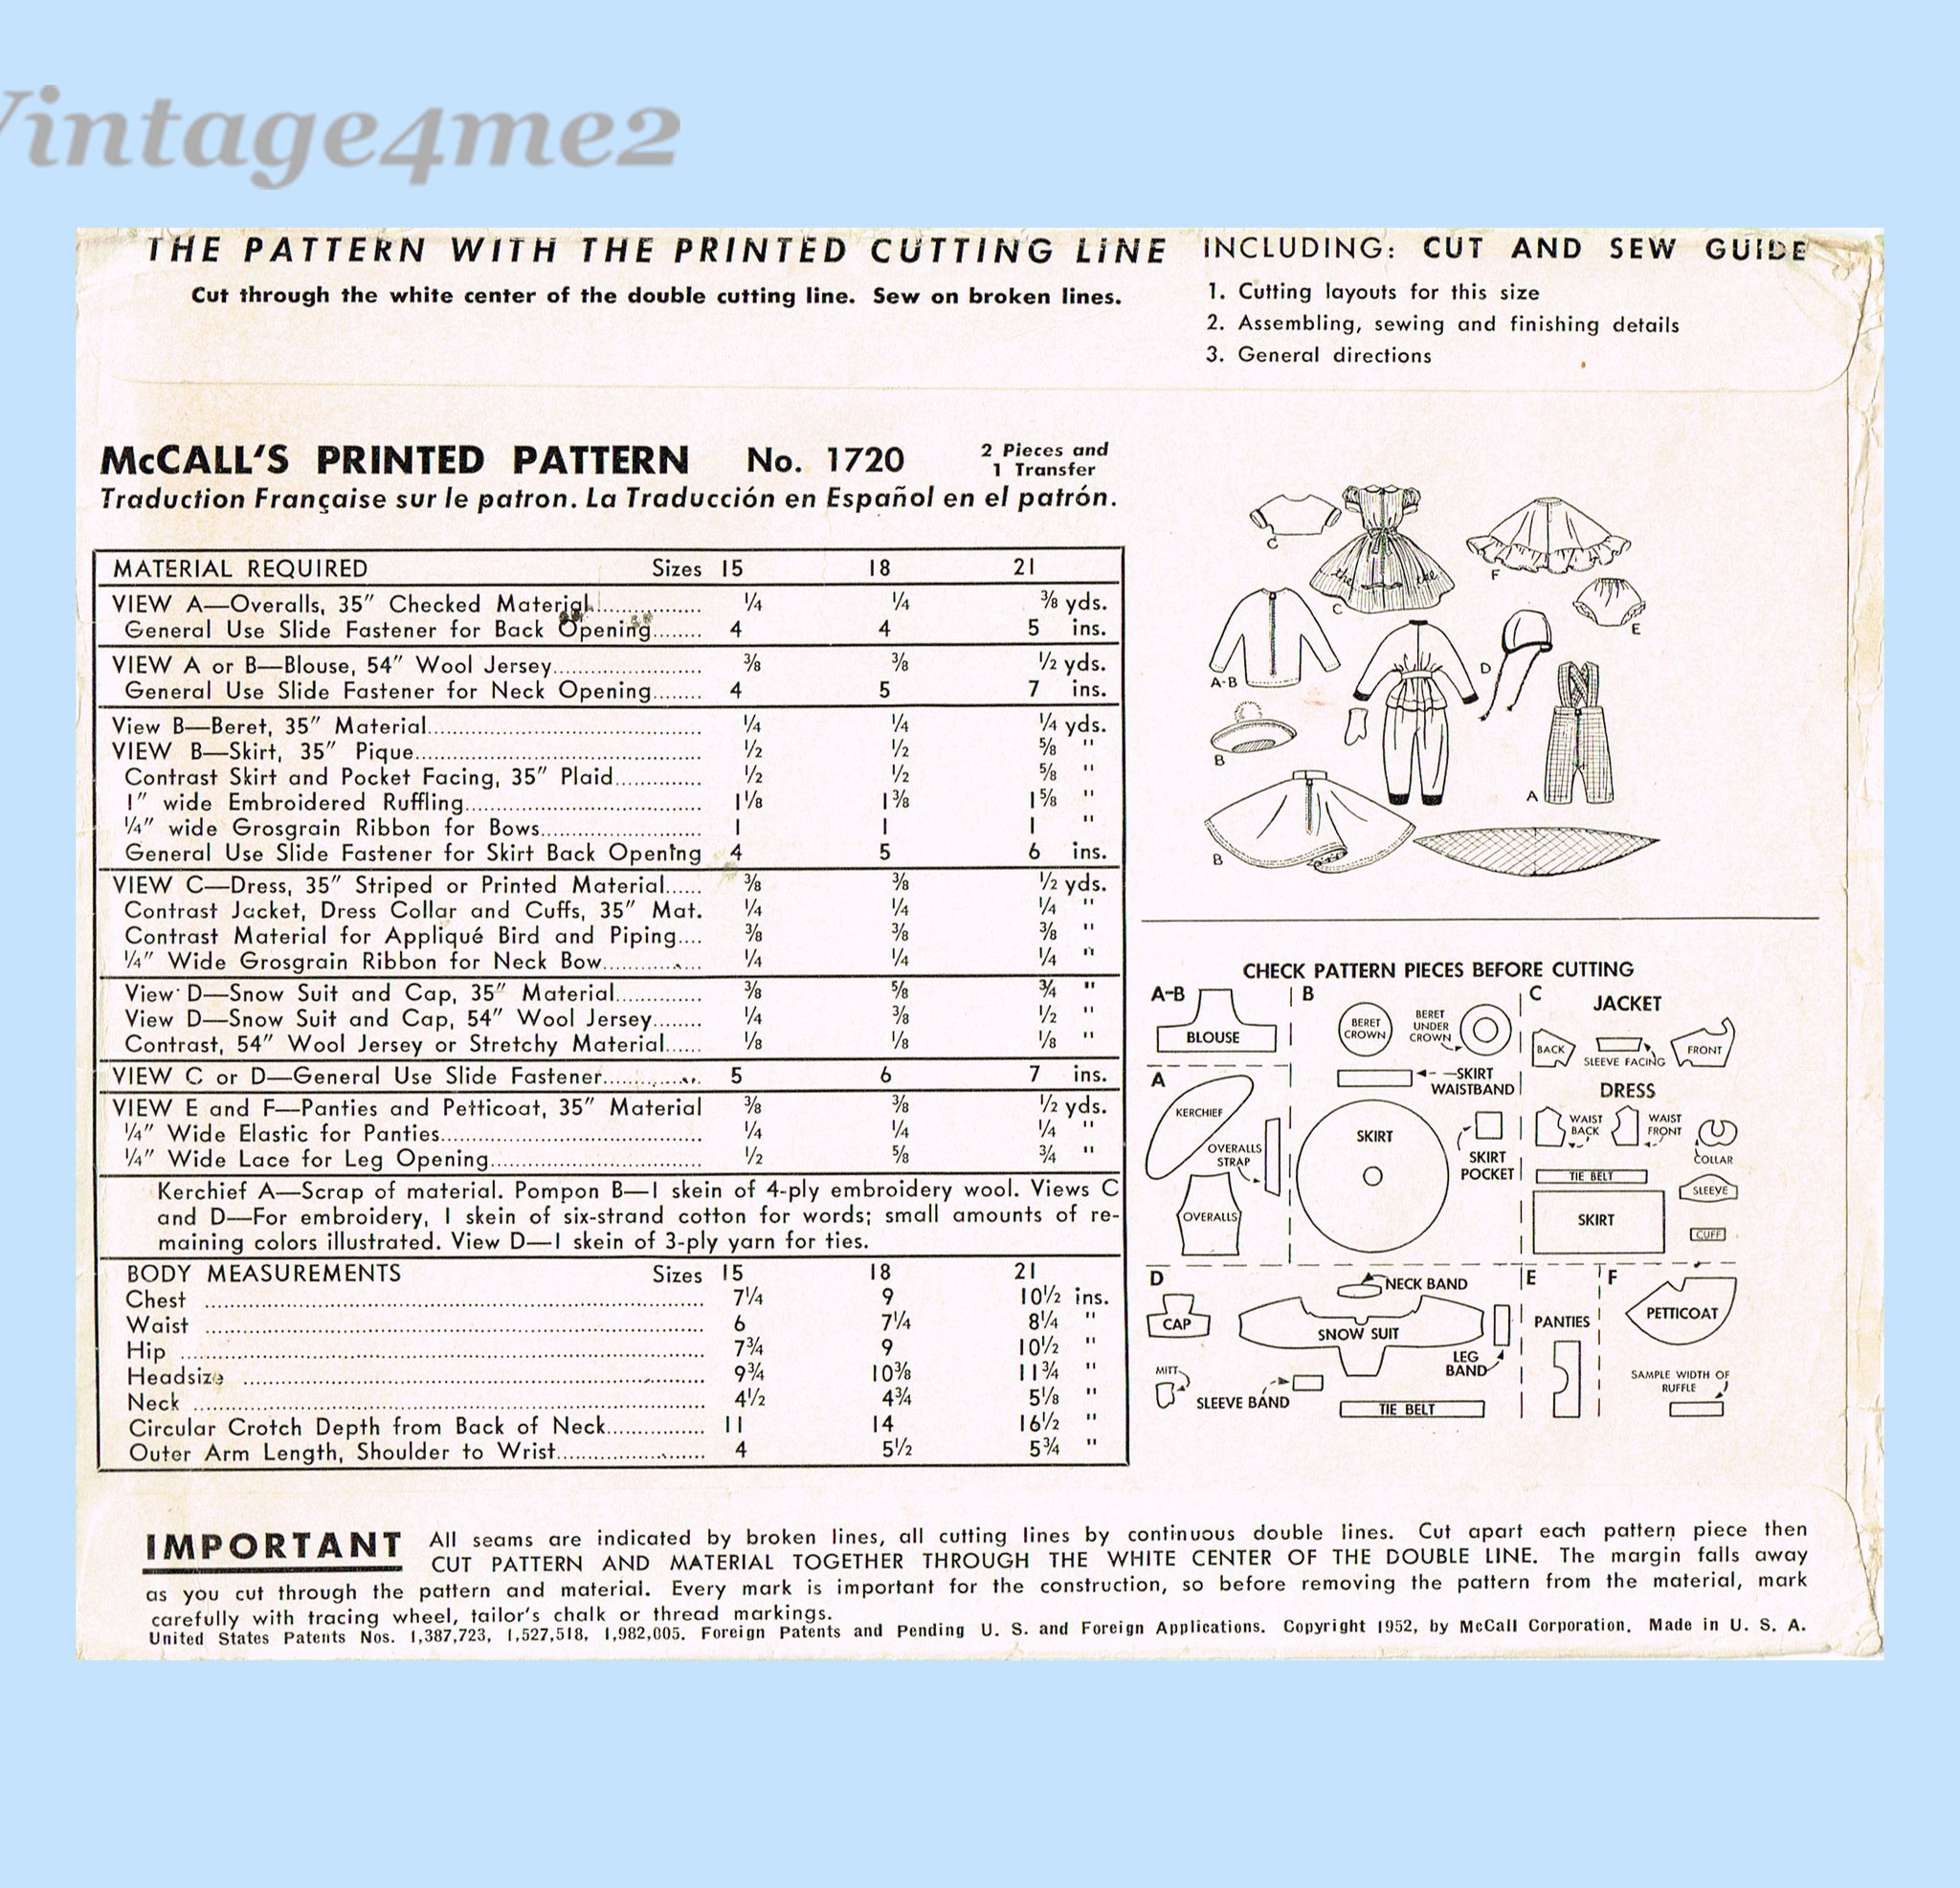 Vintage4me2
THE PATTERN WITH THE PRINTED CUTTING LINE
Cut through the white center of the double cutting line. Sew on broken lines.
INCLUDING: CUT AND SEW GUIDE
1. Cutting layouts for this size
2. Assembling, sewing and finishing details
3. General directions
McCALL'S PRINTED PATTERN No. 1720
2 Pieces and
1 Transfer
Traduction Française sur le patron. La Traducción en Español en el patrón.
MATERIAL REQUIRED Sizes 15 18 21
VIEW A—Overalls, 35" Checked Material 1/4 1/4 3/8 yds.
General Use Slide Fastener for Back Opening 4 4 5 ins.
VIEW A or B—Blouse, 54" Wool Jersey 3/8 3/8 1/2 yds.
General Use Slide Fastener for Neck Opening 4 5 7 ins.
View B—Beret, 35" Material 1/4 1/4 1/4 yds.
VIEW B—Skirt, 35" Pique 1/2 1/2 5/8 "
Contrast Skirt and Pocket Facing, 35" Plaid 1/2 1/2 5/8 "
1" wide Embroidered Ruffling 1 1/8 1 3/8 1 5/8 "
1/4" wide Grosgrain Ribbon for Bows 1 1 1 "
General Use Slide Fastener for Skirt Back Opening 4 5 6 ins.
VIEW C—Dress, 35" Striped or Printed Material 3/8 3/8 1/2 yds.
Contrast Jacket, Dress Collar and Cuffs, 35" Mat. 1/4 1/4 1/4 "
Contrast Material for Appliqué Bird and Piping 3/8 3/8 3/8 "
1/4" Wide Grosgrain Ribbon for Neck Bow 1/4 1/4 1/4 "
View D—Snow Suit and Cap, 35" Material 3/8 5/8 3/4 "
View D—Snow Suit and Cap, 54" Wool Jersey 1/4 3/8 1/2 "
Contrast, 54" Wool Jersey or Stretchy Material 1/8 1/8 1/8 "
VIEW C or D—General Use Slide Fastener 5 6 7 ins.
VIEW E and F—Panties and Petticoat, 35" Material 3/8 3/8 1/2 yds.
1/4" Wide Elastic for Panties 1/4 1/4 1/4 "
1/4" Wide Lace for Leg Opening 1/2 5/8 3/4 "
Kerchief A—Scrap of material. Pompon B—1 skein of 4-ply embroidery wool. Views C
and D—For embroidery, 1 skein of six-strand cotton for words; small amounts of re-
maining colors illustrated. View D—1 skein of 3-ply yarn for ties.
BODY MEASUREMENTS Sizes 15 18 21
Chest 7 1/4 9 10 1/2 ins.
Waist 6 7 1/4 8 1/4 "
Hip 7 3/4 9 10 1/2 "
Headsize 9 3/4 10 3/8 11 3/4 "
Neck 4 1/2 4 3/4 5 1/8 "
Circular Crotch Depth from Back of Neck 11 14 16 1/2 "
Outer Arm Length, Shoulder to Wrist 4 5 1/2 5 3/4 "
C
the the
C
F
E
A-B
D
B
A
B
CHECK PATTERN PIECES BEFORE CUTTING
A-B
BLOUSE
B
BERET CROWN
BERET UNDER CROWN
SKIRT WAISTBAND
SKIRT
SKIRT POCKET
C
JACKET
BACK
SLEEVE FACING
FRONT
DRESS
WAIST BACK
WAIST FRONT
COLLAR
TIE BELT
SLEEVE
SKIRT
CUFF
A
KERCHIEF
OVERALLS STRAP
OVERALLS
D
NECK BAND
CAP
SNOW SUIT
LEG BAND
MITT
SLEEVE BAND
TIE BELT
E
PANTIES
F
PETTICOAT
SAMPLE WIDTH OF RUFFLE
IMPORTANT All seams are indicated by broken lines, all cutting lines by continuous double lines. Cut apart each pattern piece then
CUT PATTERN AND MATERIAL TOGETHER THROUGH THE WHITE CENTER OF THE DOUBLE LINE. The margin falls away
as you cut through the pattern and material. Every mark is important for the construction, so before removing the pattern from the material, mark
carefully with tracing wheel, tailor's chalk or thread markings.
United States Patents Nos. 1,387,723, 1,527,518, 1,982,005. Foreign Patents and Pending U. S. and Foreign Applications. Copyright 1952, by McCall Corporation. Made in U. S. A.